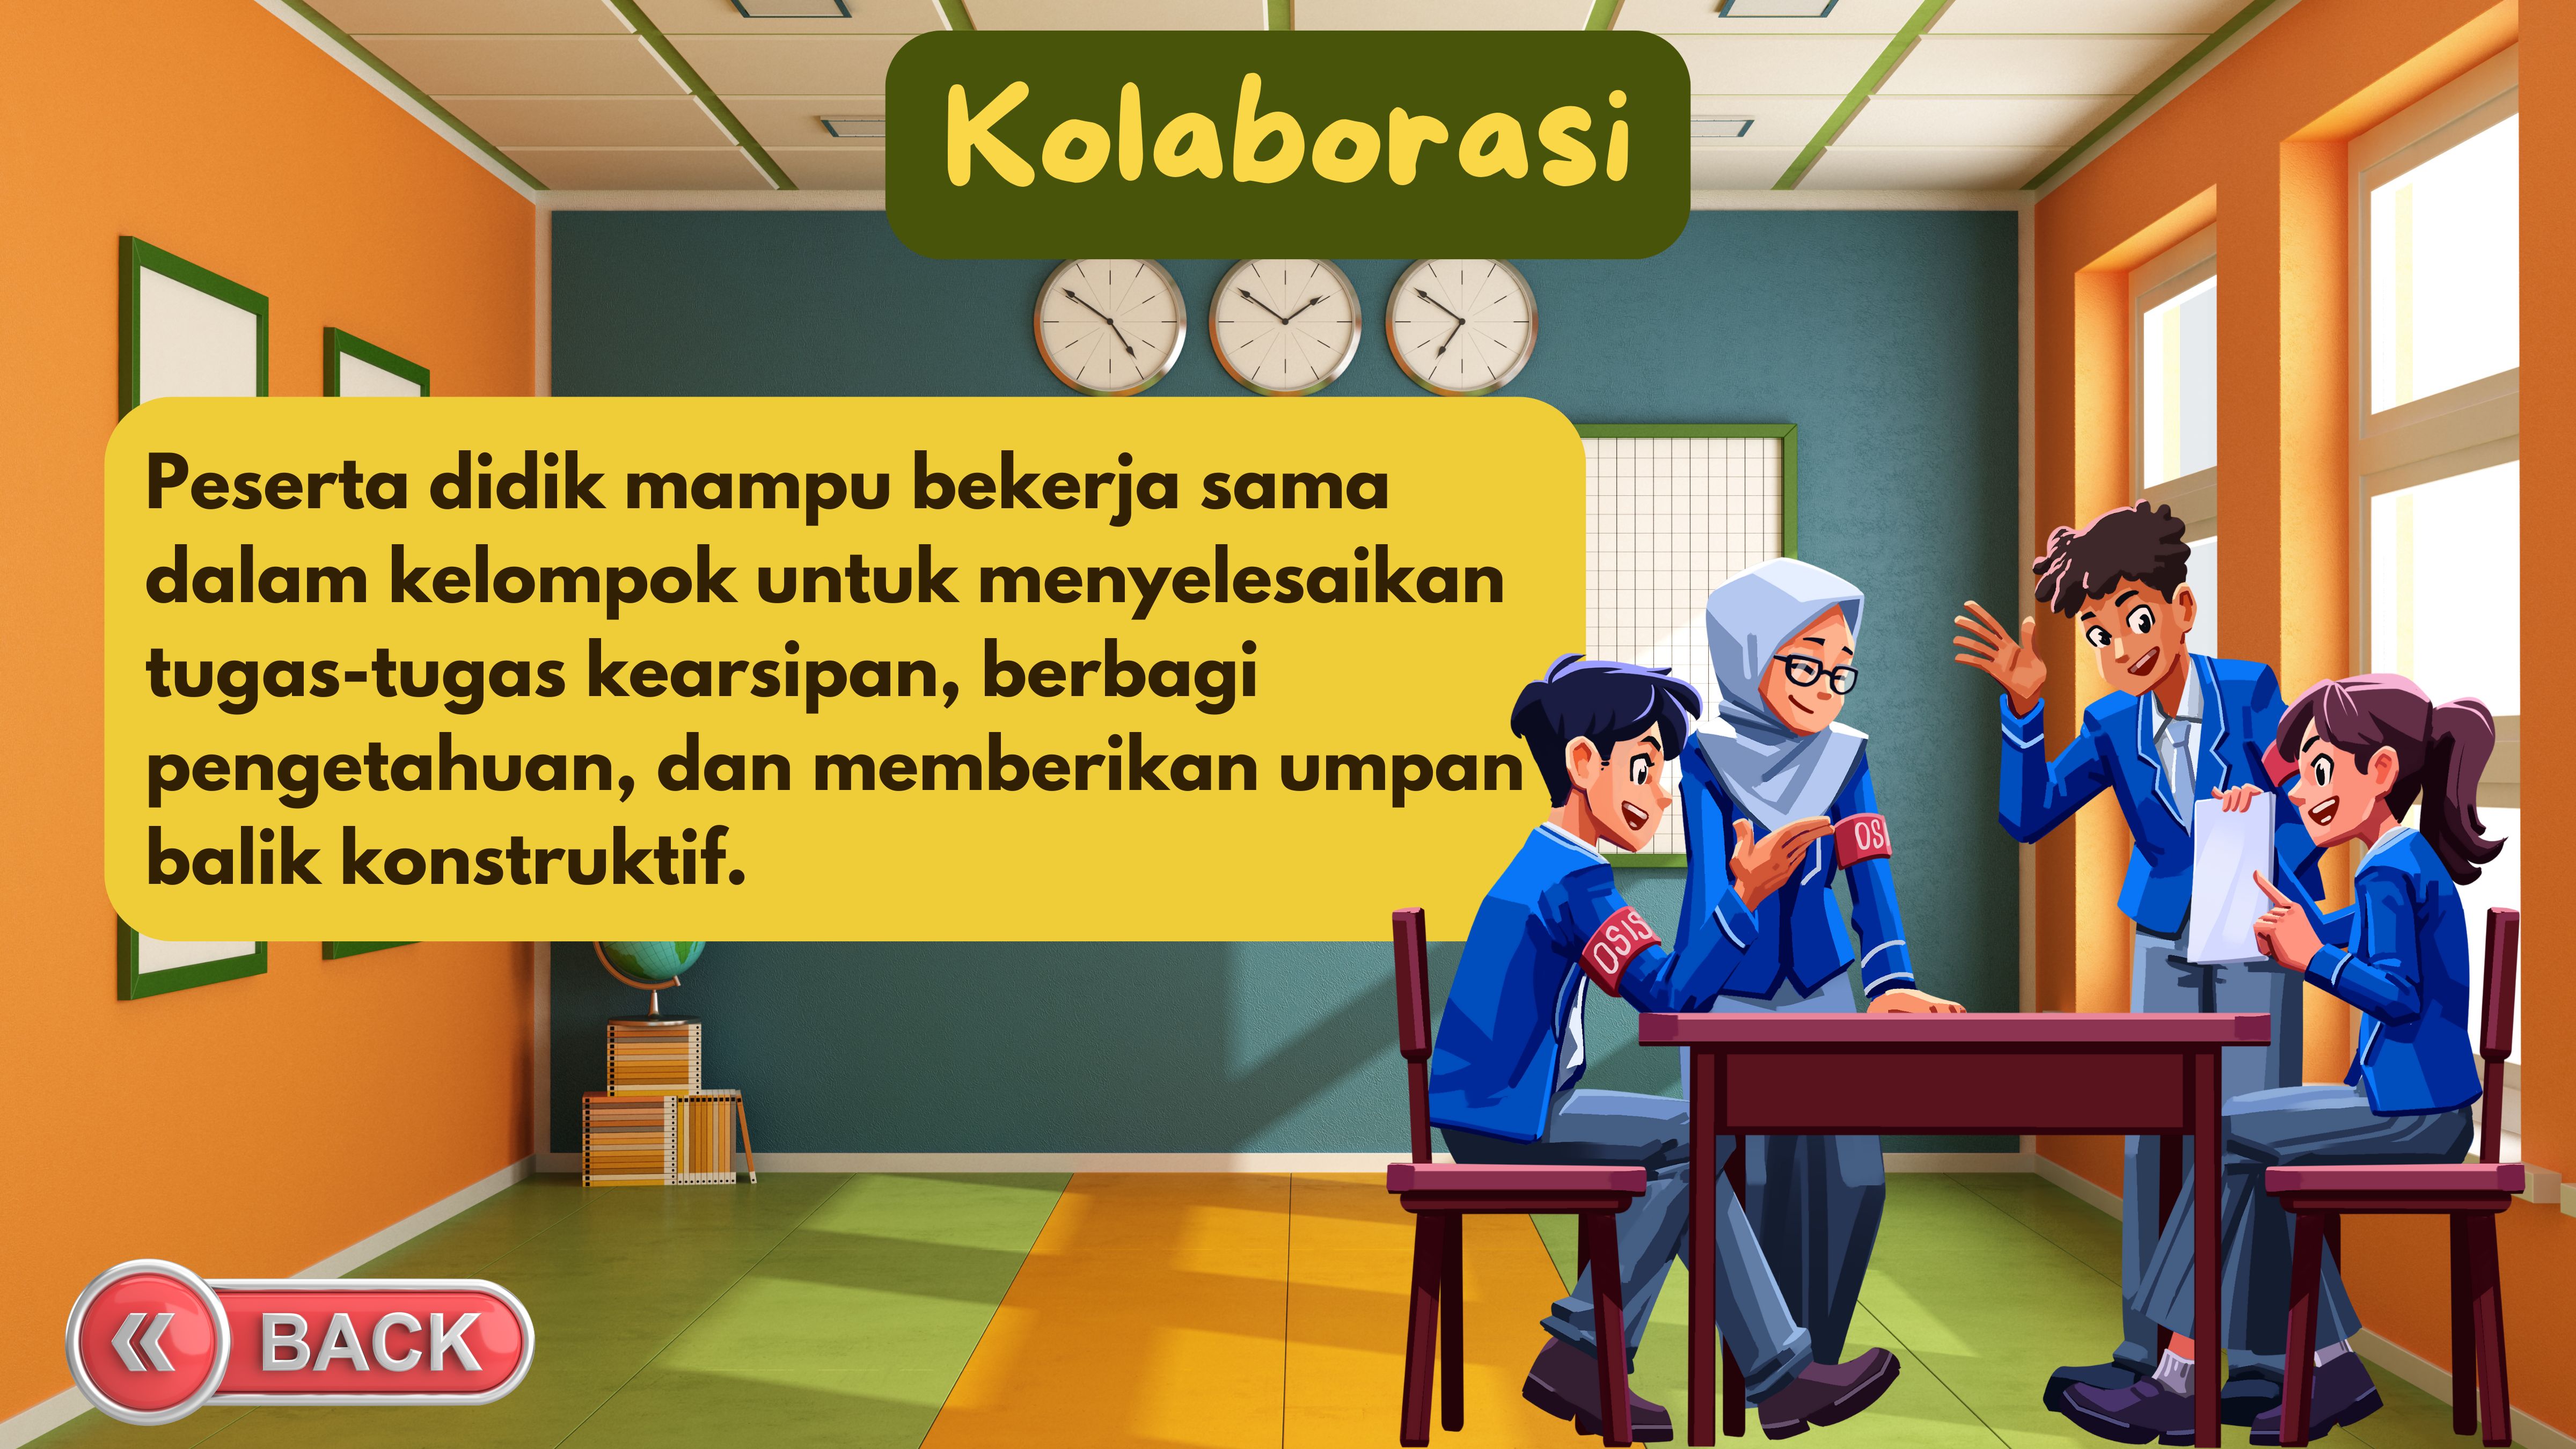 Kolaborasi
Peserta didik mampu bekerja sama
dalam kelompok untuk menyelesaikan
tugas-tugas kearsipan, berbagi
pengetahuan, dan memberikan umpan
balik konstruktif.
OSI
OSIS
BACK